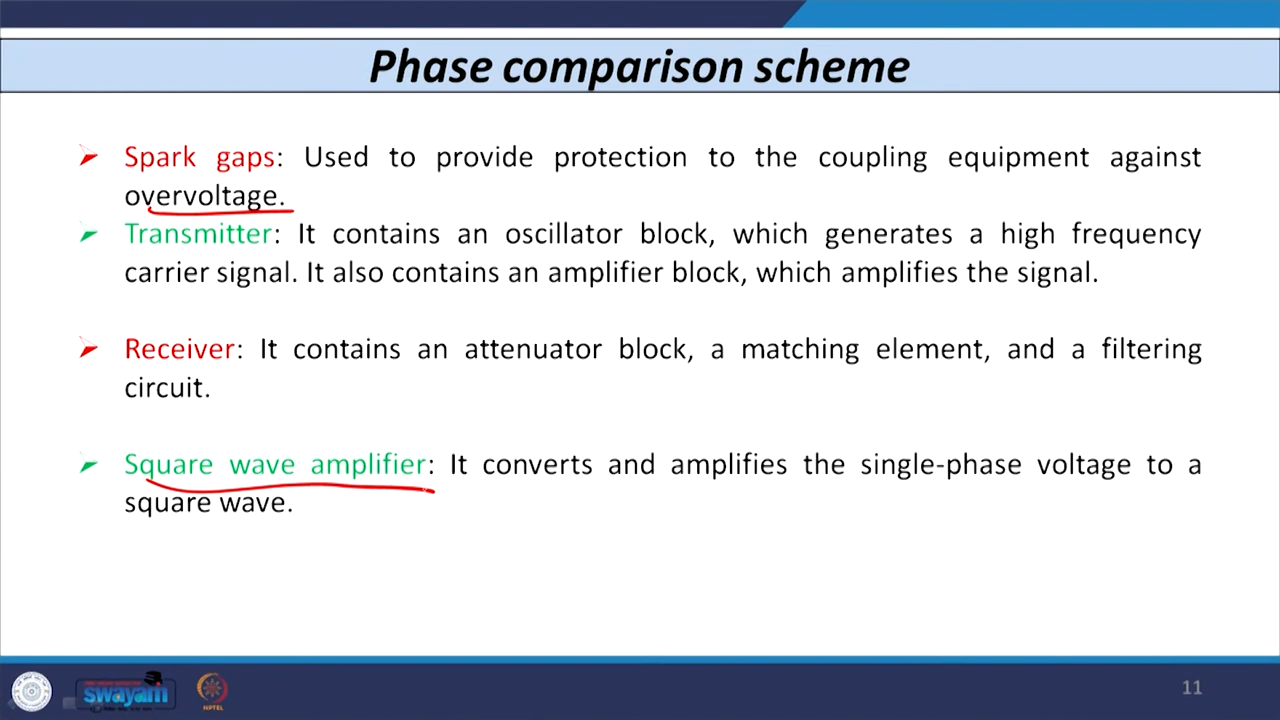 Phase comparison scheme
Spark gaps: Used to provide protection to the coupling equipment against
overvoltage.
Transmitter: It contains an oscillator block, which generates a high frequency
carrier signal. It also contains an amplifier block, which amplifies the signal.
Receiver: It contains an attenuator block, a matching element, and a filtering
circuit.
Square wave amplifier: It converts and amplifies the single-phase voltage to a
square wave.
swayam
NPTEL
11